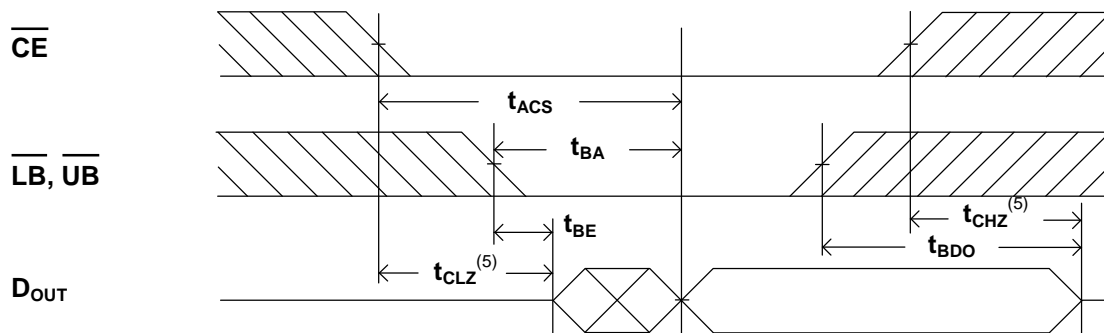 CE
tACS
LB, UB
tBA
tBE
tCHZ(5)
tBDO
tCLZ(5)
DOUT